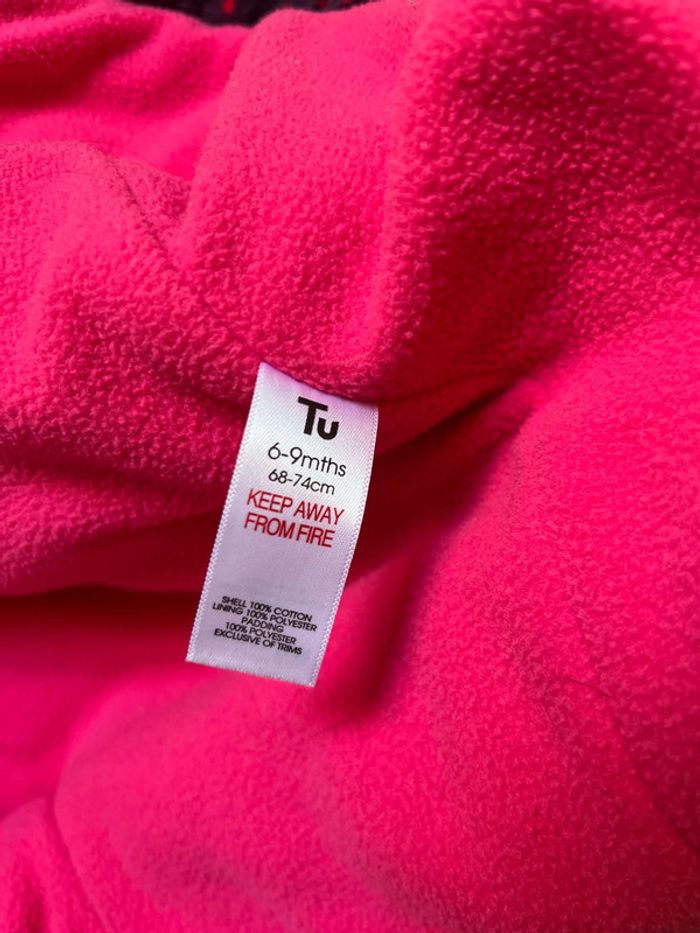 Tu
6-9mths
68-74cm
KEEP AWAY
FROM FIRE
SHELL 100% COTTON
LINING 100% POLYESTER
PADDING
100% POLYESTER
EXCLUSIVE OF TRIMS